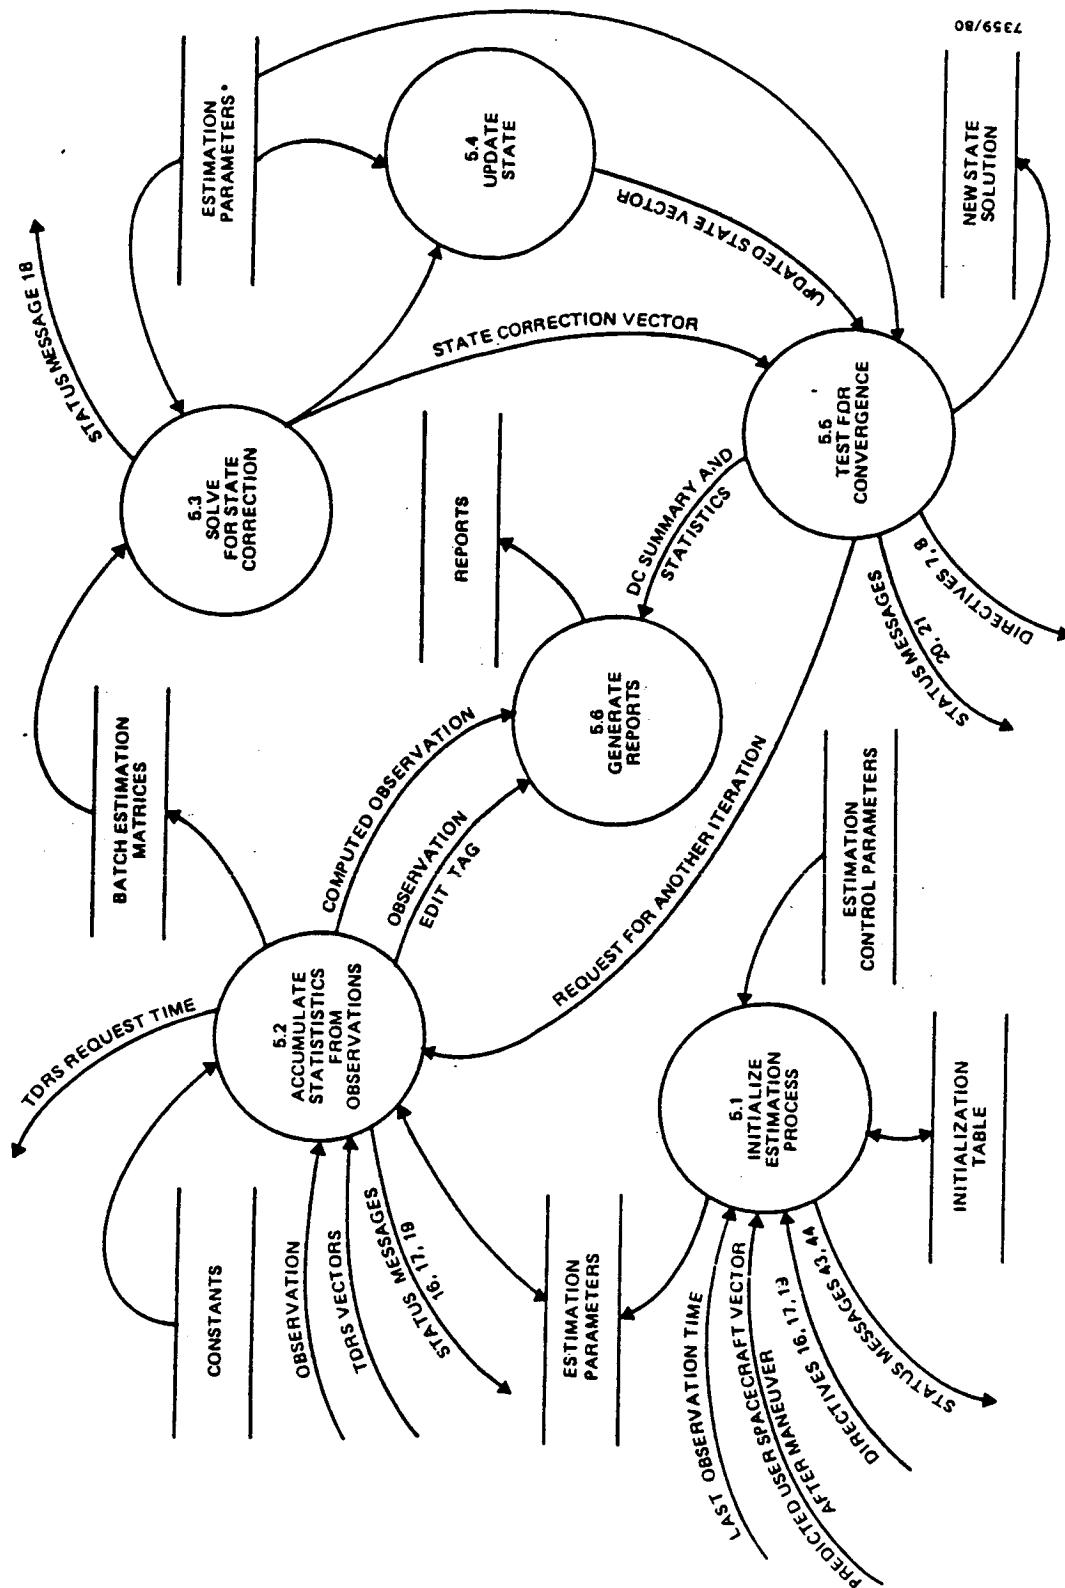 7359/80
ESTIMATION
PARAMETERS*
5.4
UPDATE
STATE
NEW STATE
SOLUTION
UPDATED STATE VECTOR
STATUS MESSAGE 18
STATE CORRECTION VECTOR
5.3
SOLVE
FOR STATE
CORRECTION
5.5
TEST FOR
CONVERGENCE
REPORTS
DC SUMMARY AND
STATISTICS
DIRECTIVES 7, 8
STATUS MESSAGES
20, 21
5.6
GENERATE
REPORTS
BATCH ESTIMATION
MATRICES
COMPUTED OBSERVATION
OBSERVATION
EDIT TAG
REQUEST FOR ANOTHER ITERATION
ESTIMATION
CONTROL PARAMETERS
TDRS REQUEST TIME
5.2
ACCUMULATE
STATISTISTICS
FROM
OBSERVATIONS
5.1
INITIALIZE
ESTIMATION
PROCESS
INITIALIZATION
TABLE
CONSTANTS
OBSERVATION
TDRS VECTORS
STATUS MESSAGES
16, 17, 19
ESTIMATION
PARAMETERS
LAST OBSERVATION TIME
PREDICTED USER SPACECRAFT VECTOR
AFTER MANEUVER
DIRECTIVES 16, 17,
STATUS MESSAGES 43, 44